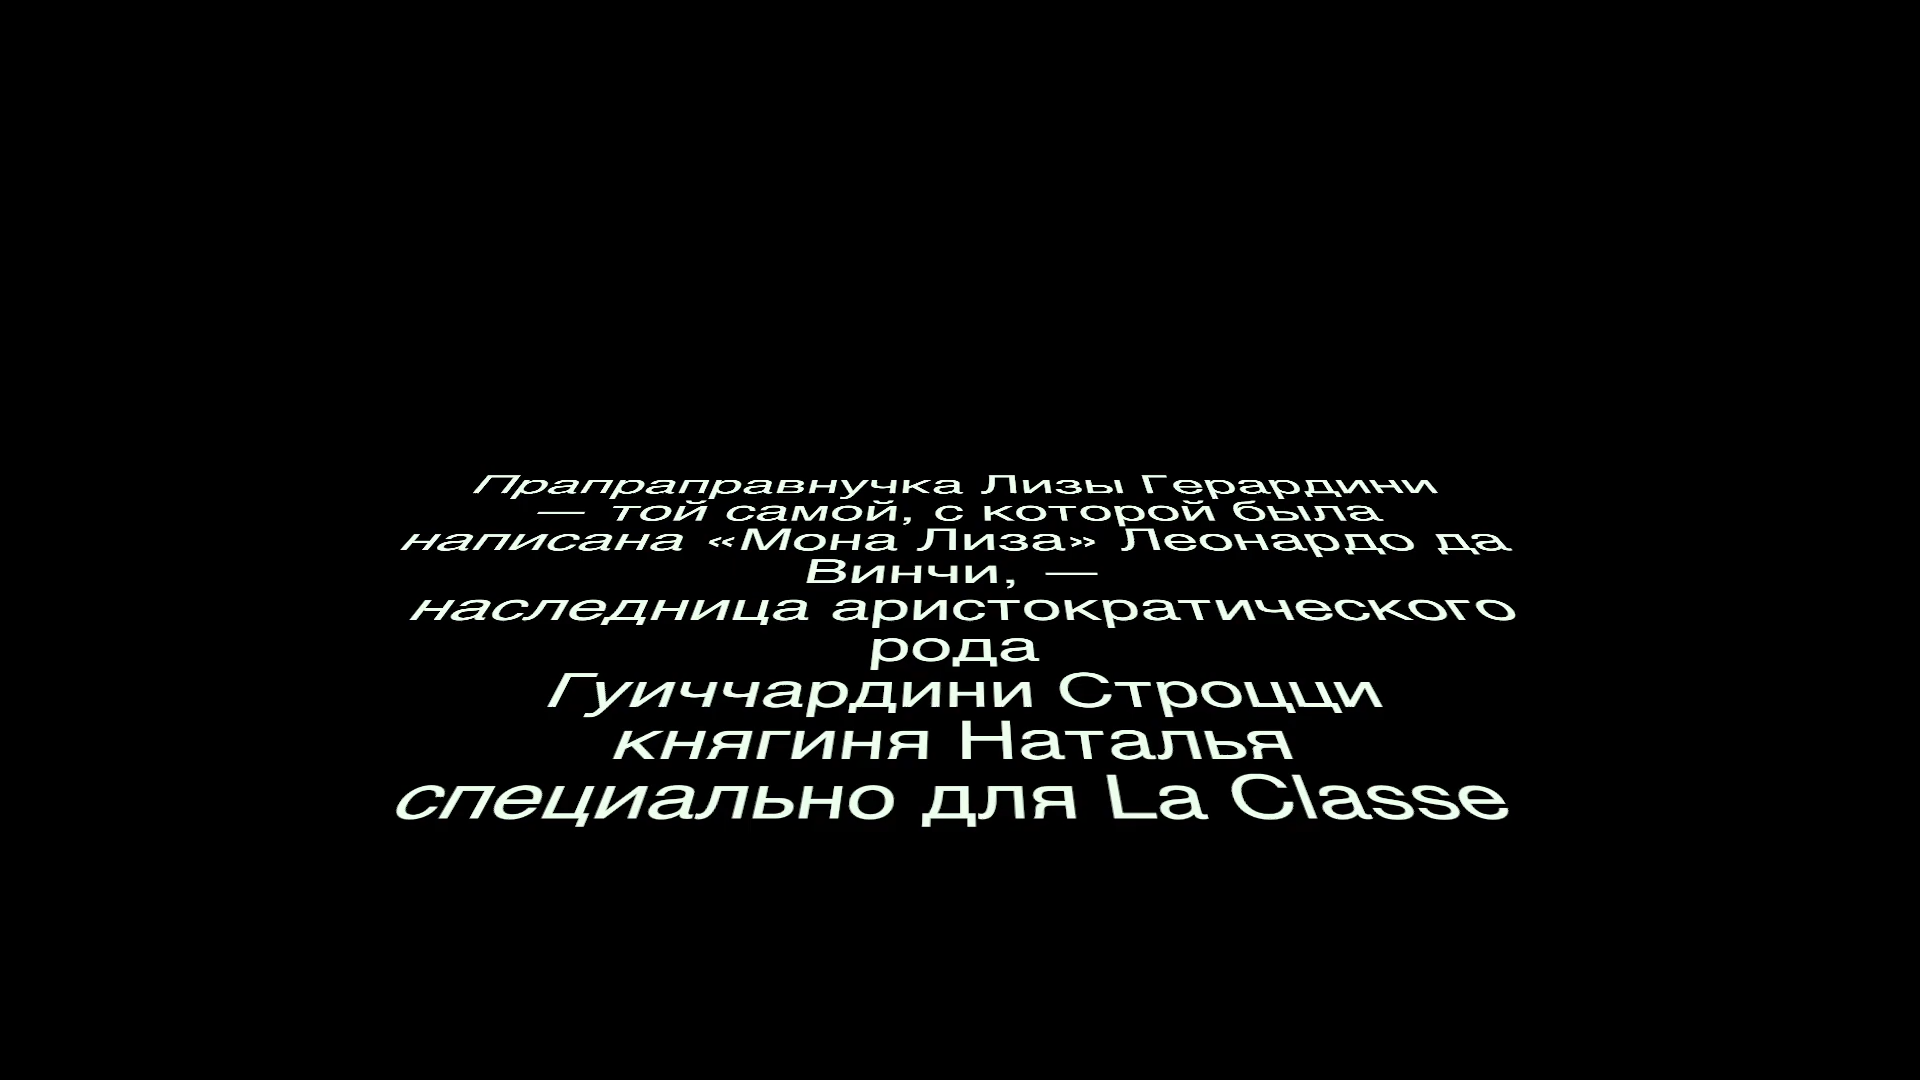 Прапраправнучка Лизы Герардини
— той самой, с которой была
написана «Мона Лиза» Леонардо да
Винчи, —
наследница аристократического
рода
Гуиччардини Строцци
княгиня Наталья
специально для La Classe